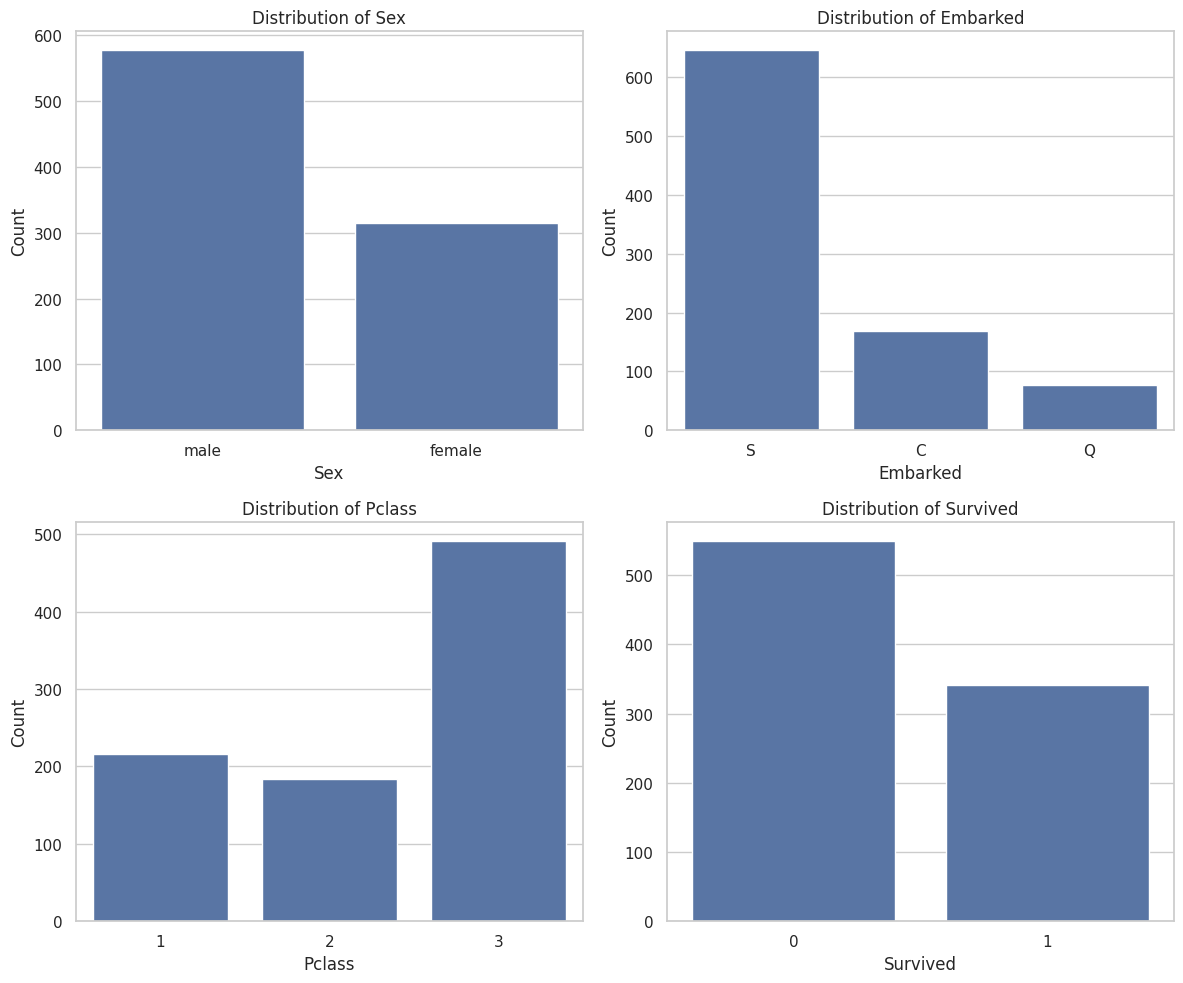 Distribution of Sex
600
500
400
300
200
100
0
Count
male female
Sex
Distribution of Embarked
600
500
400
300
200
100
0
Count
S C Q
Embarked
Distribution of Pclass
500
400
300
200
100
0
Count
1 2 3
Pclass
Distribution of Survived
500
400
300
200
100
0
Count
0 1
Survived